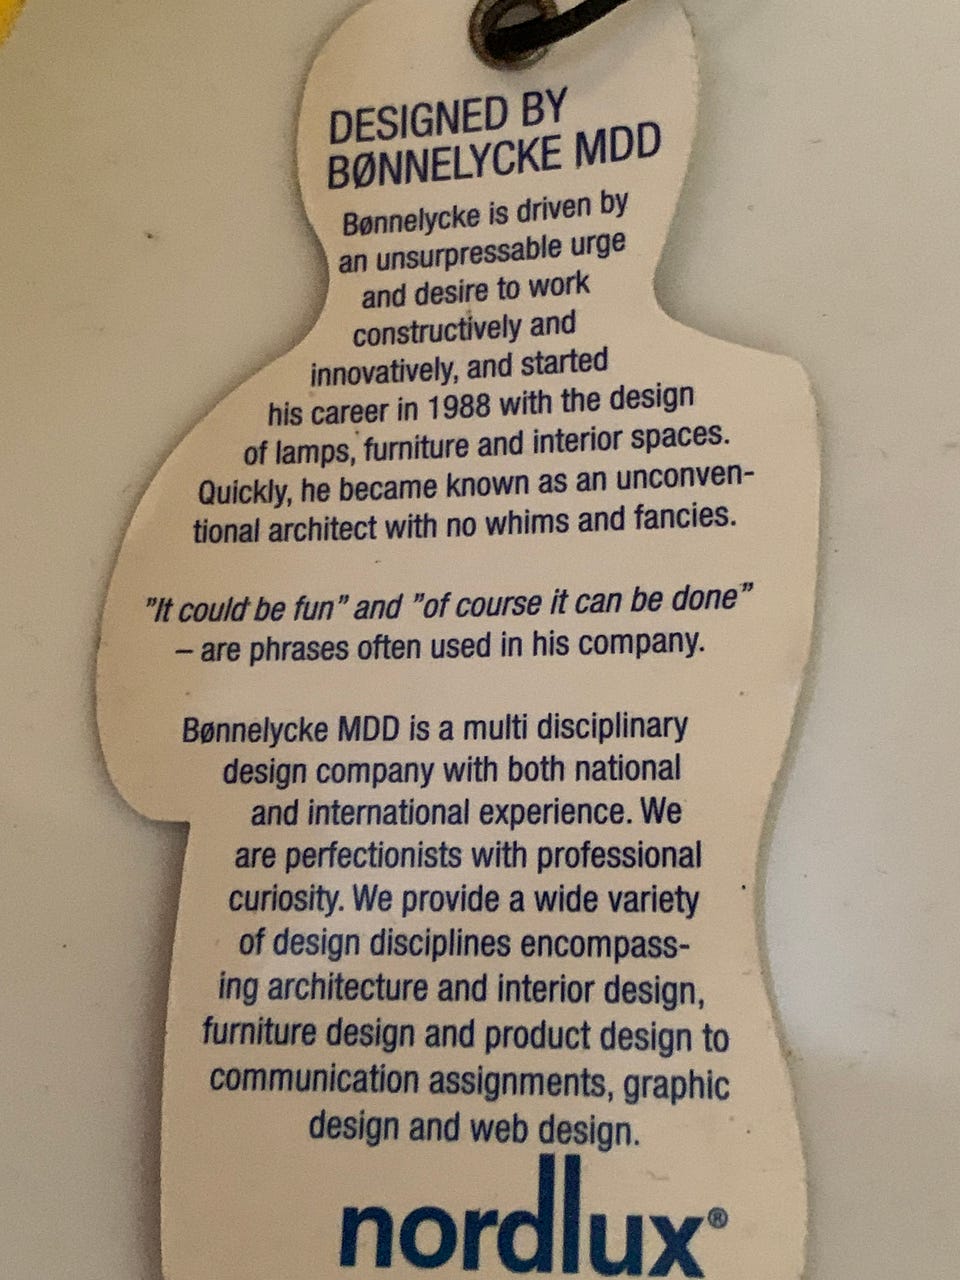 DESIGNED BY
BØNNELYCKE MDD
Bønnelycke is driven by
an unsurpressable urge
and desire to work
constructively and
innovatively, and started
his career in 1988 with the design
of lamps, furniture and interior spaces.
Quickly, he became known as an unconven-
tional architect with no whims and fancies.
”It could be fun” and ”of course it can be done”
– are phrases often used in his company.
Bønnelycke MDD is a multi disciplinary
design company with both national
and international experience. We
are perfectionists with professional
curiosity. We provide a wide variety
of design disciplines encompass-
ing architecture and interior design,
furniture design and product design to
communication assignments, graphic
design and web design.
nordlux®